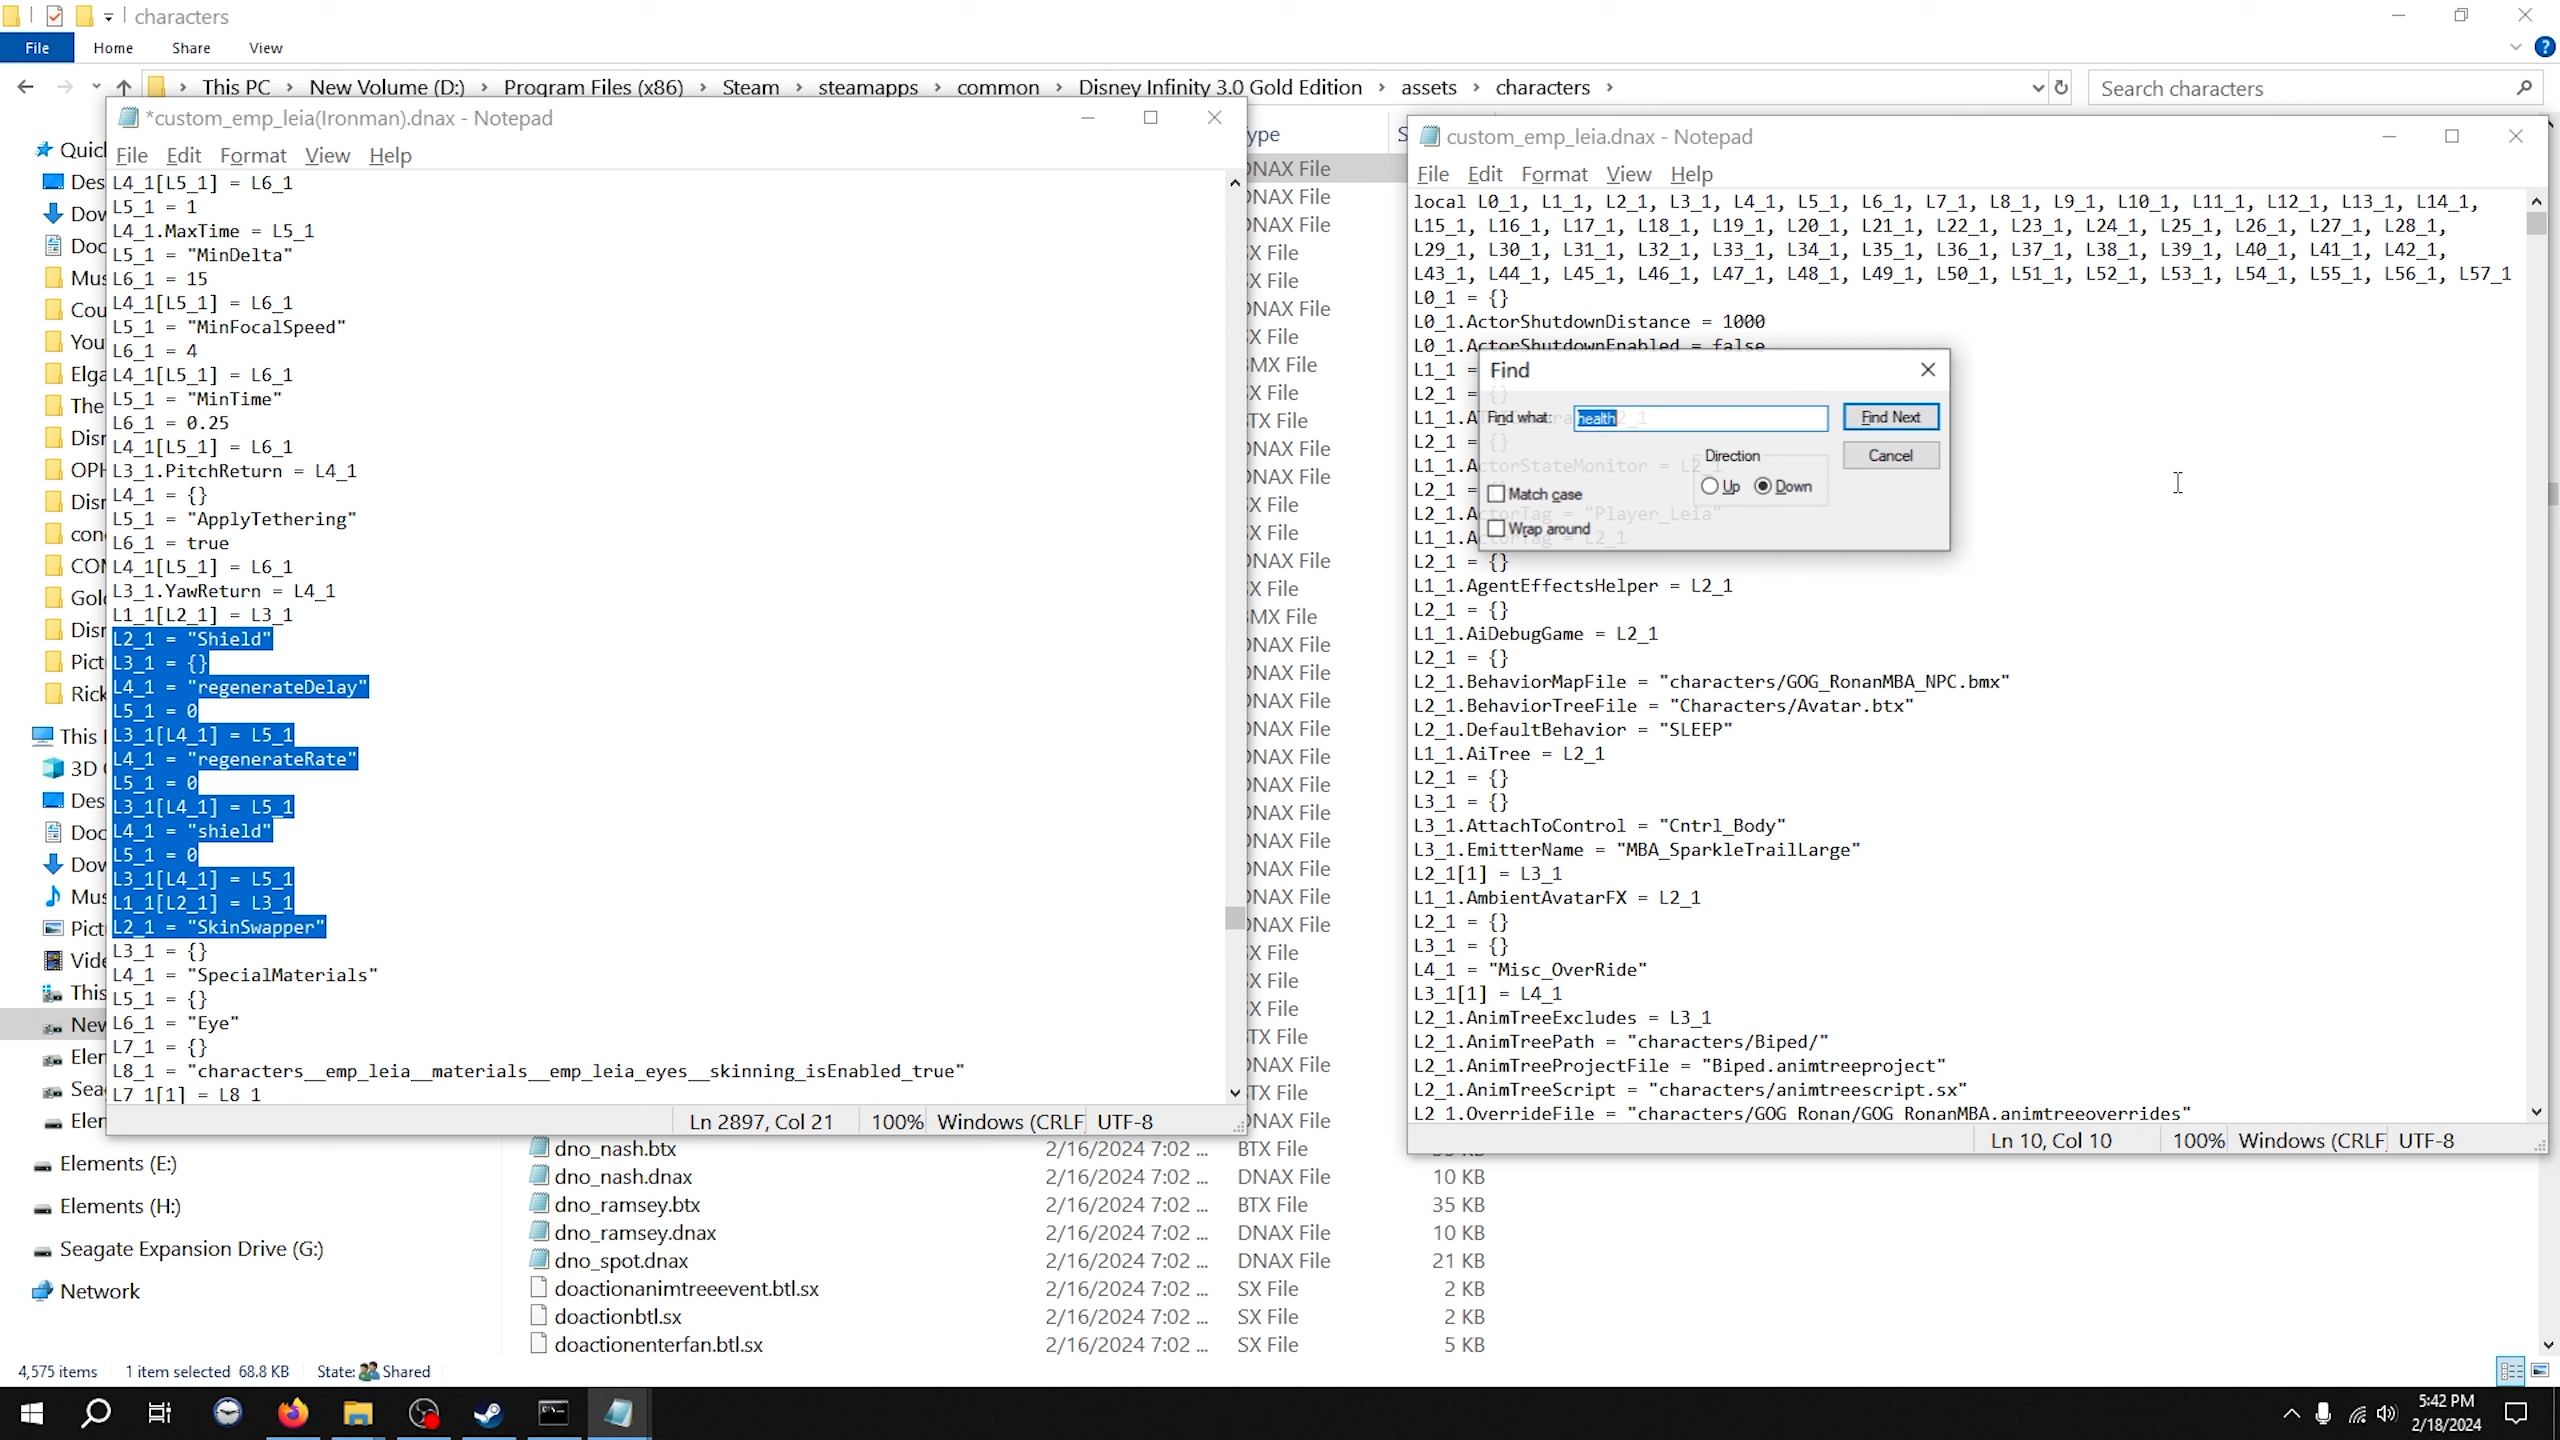 characters
File Home Share View
This PC > New Volume (D:) > Program Files (x86) > Steam > steamapps > common > Disney Infinity 3.0 Gold Edition > assets > characters >
Search characters
*custom_emp_leia(Ironman).dnax - Notepad
File Edit Format View Help
L4_1[L5_1] = L6_1
L5_1 = 1
L4_1.MaxTime = L5_1
L5_1 = "MinDelta"
L6_1 = 15
L4_1[L5_1] = L6_1
L5_1 = "MinFocalSpeed"
L6_1 = 4
L4_1[L5_1] = L6_1
L5_1 = "MinTime"
L6_1 = 0.25
L4_1[L5_1] = L6_1
L3_1.PitchReturn = L4_1
L4_1 = {}
L5_1 = "ApplyTethering"
L6_1 = true
L4_1[L5_1] = L6_1
L3_1.YawReturn = L4_1
L1_1[L2_1] = L3_1
L2_1 = "Shield"
L3_1 = {}
L4_1 = "regenerateDelay"
L5_1 = 0
L3_1[L4_1] = L5_1
L4_1 = "regenerateRate"
L5_1 = 0
L3_1[L4_1] = L5_1
L4_1 = "shield"
L5_1 = 0
L3_1[L4_1] = L5_1
L1_1[L2_1] = L3_1
L2_1 = "SkinSwapper"
L3_1 = {}
L4_1 = "SpecialMaterials"
L5_1 = {}
L6_1 = "Eye"
L7_1 = {}
L8_1 = "characters__emp_leia__materials__emp_leia_eyes__skinning_isEnabled_true"
L7_1[1] = L8_1
Ln 2897, Col 21 100% Windows (CRLF UTF-8
custom_emp_leia.dnax - Notepad
File Edit Format View Help
local L0_1, L1_1, L2_1, L3_1, L4_1, L5_1, L6_1, L7_1, L8_1, L9_1, L10_1, L11_1, L12_1, L13_1, L14_1,
L15_1, L16_1, L17_1, L18_1, L19_1, L20_1, L21_1, L22_1, L23_1, L24_1, L25_1, L26_1, L27_1, L28_1,
L29_1, L30_1, L31_1, L32_1, L33_1, L34_1, L35_1, L36_1, L37_1, L38_1, L39_1, L40_1, L41_1, L42_1,
L43_1, L44_1, L45_1, L46_1, L47_1, L48_1, L49_1, L50_1, L51_1, L52_1, L53_1, L54_1, L55_1, L56_1, L57_1
L0_1 = {}
L0_1.ActorShutdownDistance = 1000
L0_1.ActorShutdownEnabled = false
L1_1 =
L2_1 = {}
L1_1.A
L2_1 = {}
L1_1.ActorStateMonitor = L2_1
L2_1 =
L2_1.ActorTag = "Player_Leia"
L1_1.ActorTag = L2_1
L2_1 = {}
L1_1.AgentEffectsHelper = L2_1
L2_1 = {}
L1_1.AiDebugGame = L2_1
L2_1 = {}
L2_1.BehaviorMapFile = "characters/GOG_RonanMBA_NPC.bmx"
L2_1.BehaviorTreeFile = "Characters/Avatar.btx"
L2_1.DefaultBehavior = "SLEEP"
L1_1.AiTree = L2_1
L2_1 = {}
L3_1 = {}
L3_1.AttachToControl = "Cntrl_Body"
L3_1.EmitterName = "MBA_SparkleTrailLarge"
L2_1[1] = L3_1
L1_1.AmbientAvatarFX = L2_1
L2_1 = {}
L3_1 = {}
L4_1 = "Misc_OverRide"
L3_1[1] = L4_1
L2_1.AnimTreeExcludes = L3_1
L2_1.AnimTreePath = "characters/Biped/"
L2_1.AnimTreeProjectFile = "Biped.animtreeproject"
L2_1.AnimTreeScript = "characters/animtreescript.sx"
L2_1.OverrideFile = "characters/GOG_Ronan/GOG_RonanMBA.animtreeoverrides"
Ln 10, Col 10 100% Windows (CRLF UTF-8
Find
Find what: health Find Next
Direction Cancel
Up Down
Match case
Wrap around
Elements (E:)
Elements (H:)
Seagate Expansion Drive (G:)
Network
dno_nash.btx 2/16/2024 7:02 ... BTX File
dno_nash.dnax 2/16/2024 7:02 ... DNAX File 10 KB
dno_ramsey.btx 2/16/2024 7:02 ... BTX File 35 KB
dno_ramsey.dnax 2/16/2024 7:02 ... DNAX File 10 KB
dno_spot.dnax 2/16/2024 7:02 ... DNAX File 21 KB
doactionanimtreeevent.btl.sx 2/16/2024 7:02 ... SX File 2 KB
doactionbtl.sx 2/16/2024 7:02 ... SX File 2 KB
doactionenterfan.btl.sx 2/16/2024 7:02 ... SX File 5 KB
4,575 items 1 item selected 68.8 KB State: Shared
5:42 PM
2/18/2024